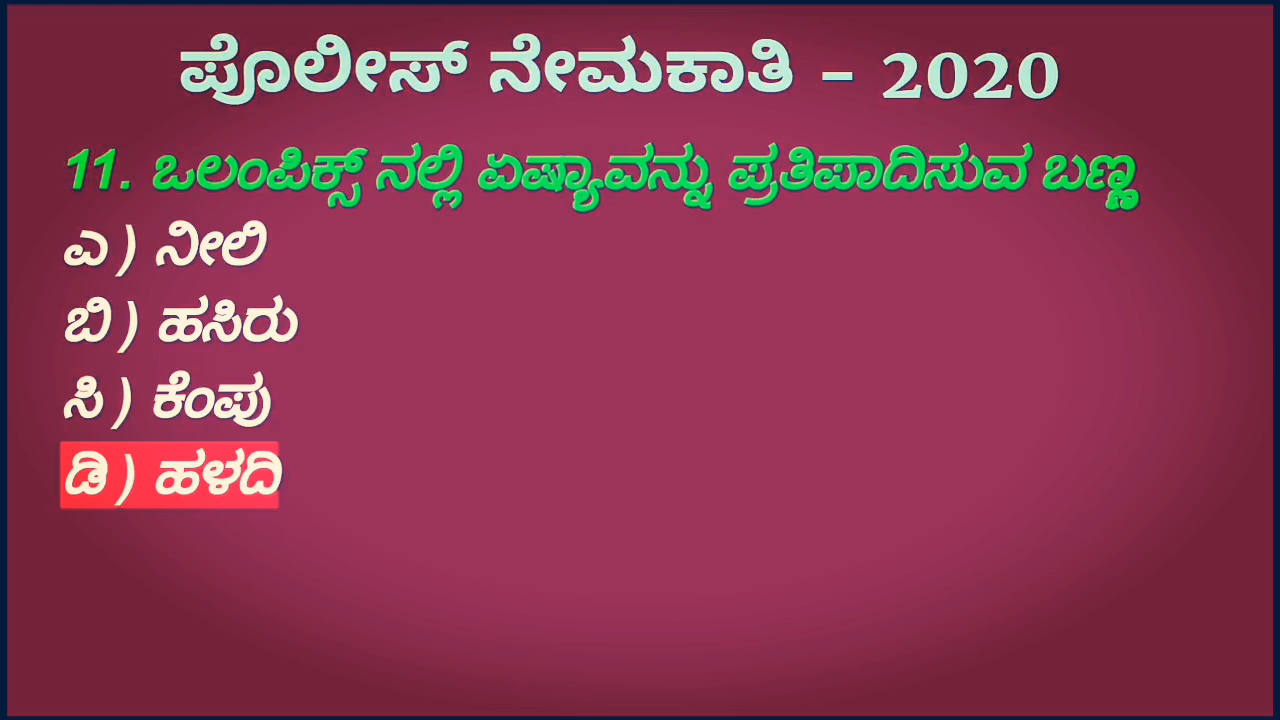 ಪೊಲೀಸ್ ನೇಮಕಾತಿ – 2020
11. ಒಲಂಪಿಕ್ಸ್ ನಲ್ಲಿ ಏಷ್ಯಾವನ್ನು ಪ್ರತಿಪಾದಿಸುವ ಬಣ್ಣ
ಎ ) ನೀಲಿ
ಬಿ ) ಹಸಿರು
ಸಿ ) ಕೆಂಪು
ಡಿ ) ಹಳದಿ